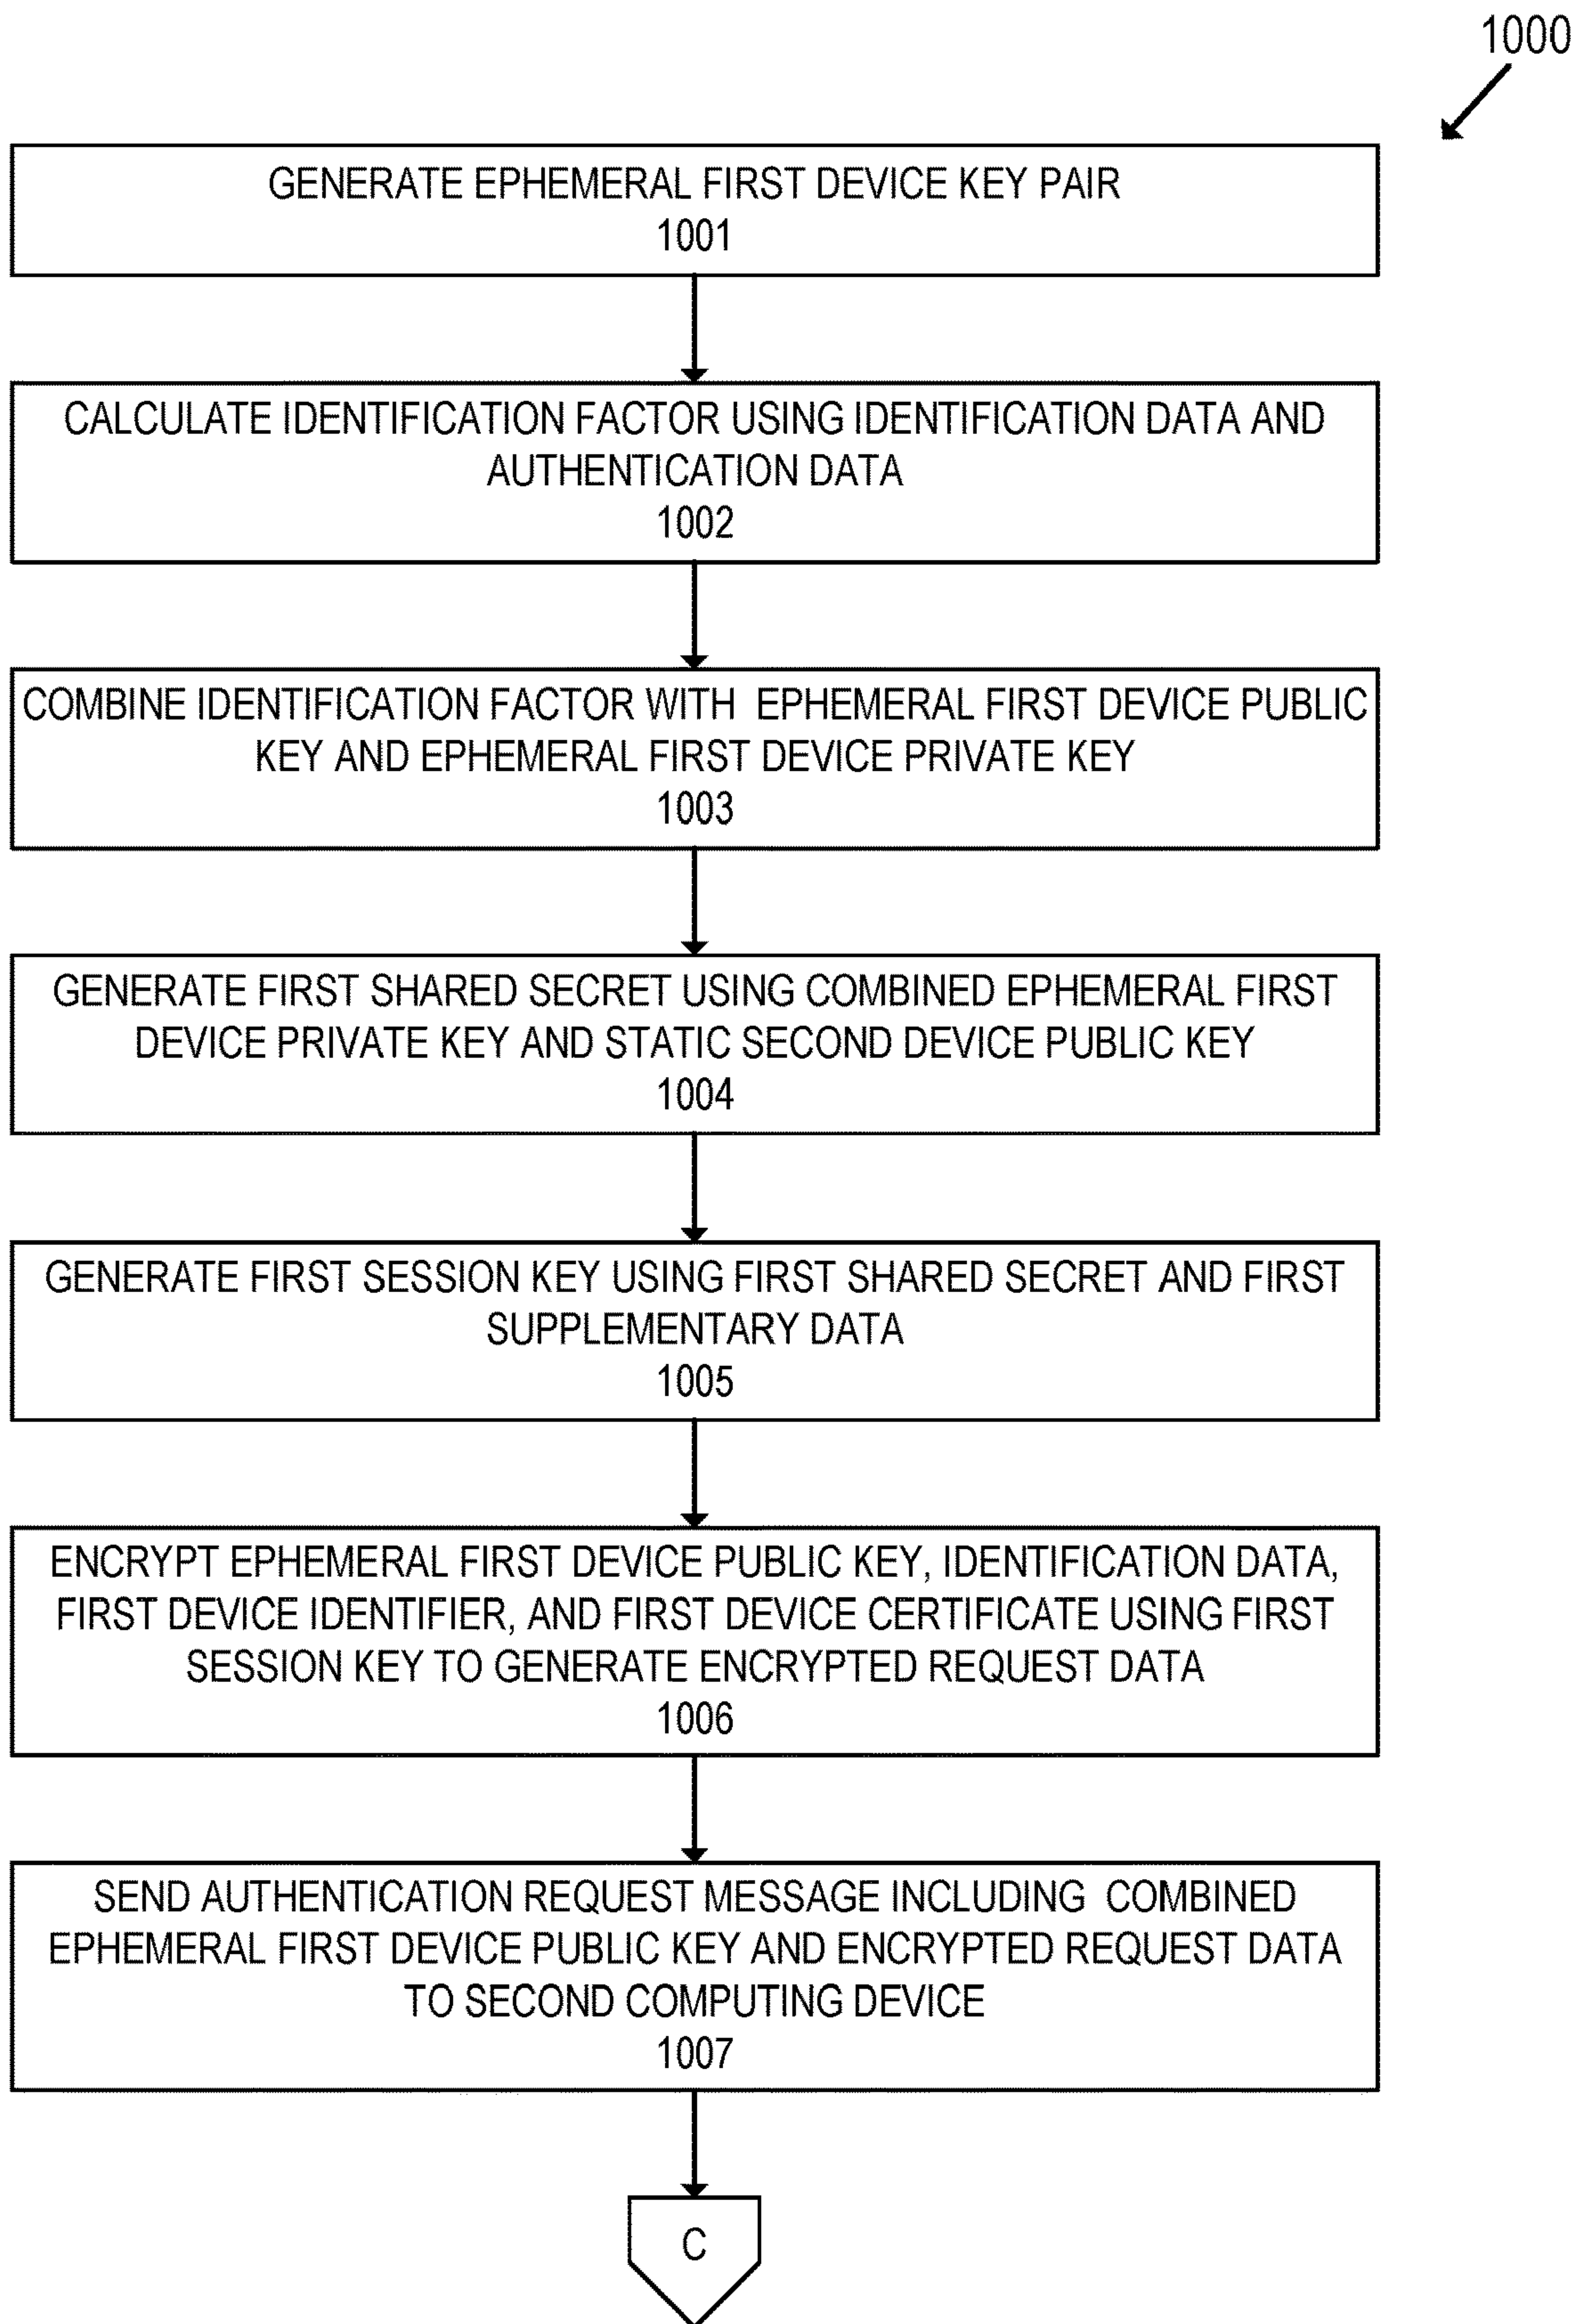 1000
GENERATE EPHEMERAL FIRST DEVICE KEY PAIR
1001
CALCULATE IDENTIFICATION FACTOR USING IDENTIFICATION DATA AND
AUTHENTICATION DATA
1002
COMBINE IDENTIFICATION FACTOR WITH EPHEMERAL FIRST DEVICE PUBLIC
KEY AND EPHEMERAL FIRST DEVICE PRIVATE KEY
1003
GENERATE FIRST SHARED SECRET USING COMBINED EPHEMERAL FIRST
DEVICE PRIVATE KEY AND STATIC SECOND DEVICE PUBLIC KEY
1004
GENERATE FIRST SESSION KEY USING FIRST SHARED SECRET AND FIRST
SUPPLEMENTARY DATA
1005
ENCRYPT EPHEMERAL FIRST DEVICE PUBLIC KEY, IDENTIFICATION DATA,
FIRST DEVICE IDENTIFIER, AND FIRST DEVICE CERTIFICATE USING FIRST
SESSION KEY TO GENERATE ENCRYPTED REQUEST DATA
1006
SEND AUTHENTICATION REQUEST MESSAGE INCLUDING COMBINED
EPHEMERAL FIRST DEVICE PUBLIC KEY AND ENCRYPTED REQUEST DATA
TO SECOND COMPUTING DEVICE
1007
C